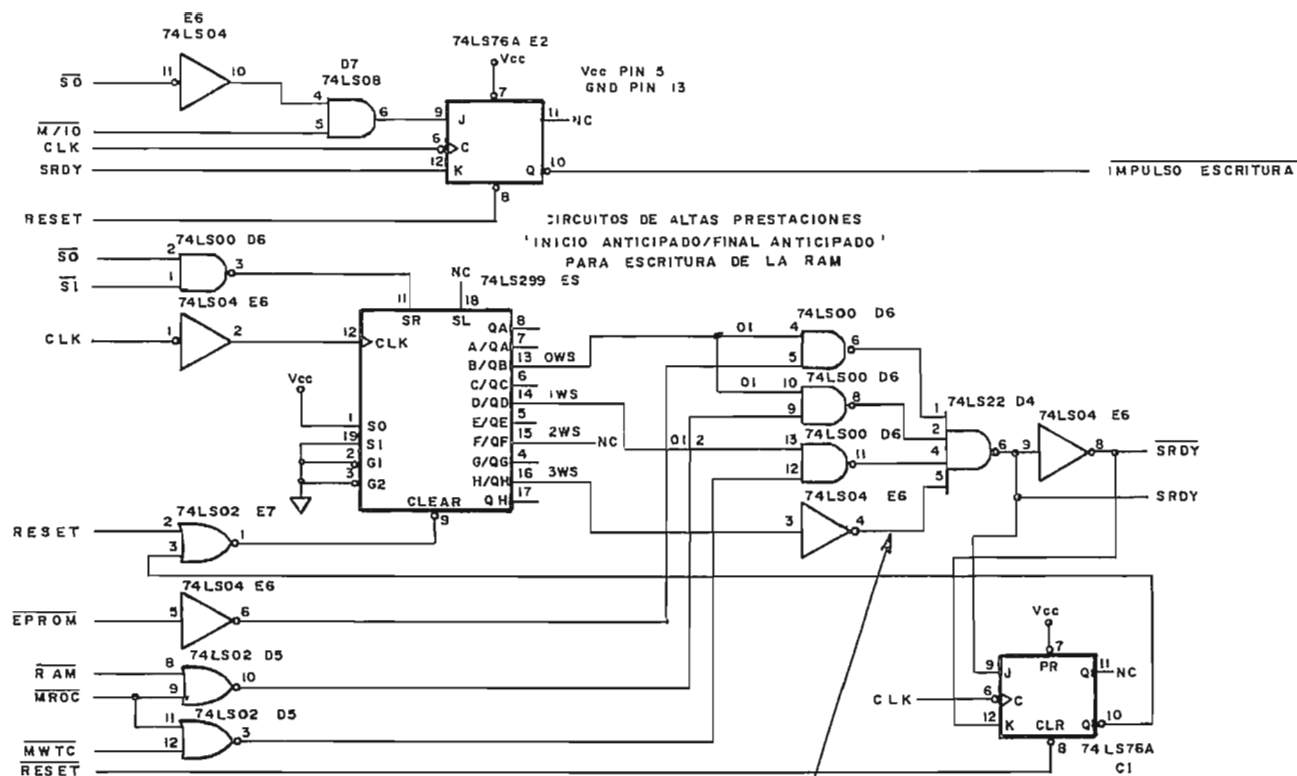 E6
74LS04
S0
11
10
D7
74LS08
4
5
6
M/IO
CLK
SRDY
74LS76A E2
Vcc
7
9 J
6 C
12 K
11
NC
Q 10
8
Vcc PIN 5
GND PIN 13
IMPULSO ESCRITURA
RESET
CIRCUITOS DE ALTAS PRESTACIONES
'INICIO ANTICIPADO/FINAL ANTICIPADO'
PARA ESCRITURA DE LA RAM
74LS00 D6
S0
2
S1
1
3
74LS04 E6
CLK
1
2
NC
74LS299 ES
11
18
SR
SL
12 CLK
Vcc
1 S0
19 S1
2 G1
3 G2
CLEAR
9
QA 8
A/QA 7
B/QB 13 0WS
C/QC 6
D/QD 14 1WS
E/QE 5
F/QF 15 2WS NC
G/QG 4
H/QH 16 3WS
QH 17
01
4
5
74LS00 D6
6
01
10
9
74LS00 D6
8
01 2
13
12
74LS00 D6
11
74LS04 E6
3
4
74LS22 D4
1
2
4
5
6
74LS04 E6
9
8
SRDY
SRDY
74LS02 E7
RESET
2
3
1
74LS04 E6
EPROM
5
6
74LS02 D5
RAM
8
MROC
9
10
74LS02 D5
11
MWTC
12
3
RESET
Vcc
7
PR
9 J
CLK
6 C
12 K
CLR
8
Q 11 NC
Q 10
74LS76A
C1